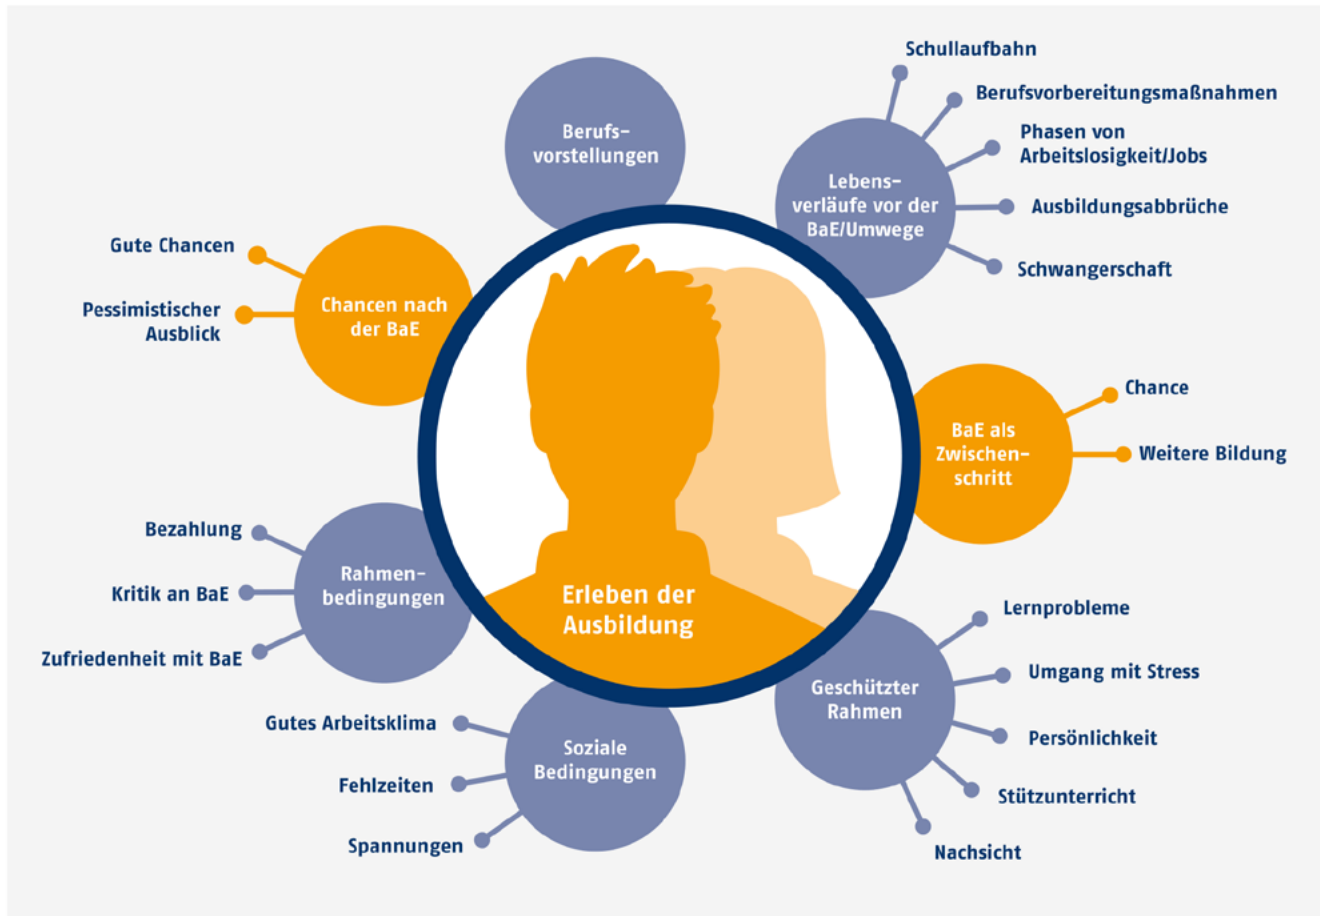 Berufs-
vorstellungen
Schullaufbahn
Berufsvorbereitungsmaßnahmen
Phasen von
Arbeitslosigkeit/Jobs
Ausbildungsabbrüche
Schwangerschaft
Lebens-
verläufe vor der
BaE/Umwege
Gute Chancen
Pessimistischer
Ausblick
Chancen nach
der BaE
BaE als
Zwischen-
schritt
Chance
Weitere Bildung
Bezahlung
Kritik an BaE
Zufriedenheit mit BaE
Rahmen-
bedingungen
Erleben der
Ausbildung
Geschützter
Rahmen
Lernprobleme
Umgang mit Stress
Persönlichkeit
Stützunterricht
Nachsicht
Gutes Arbeitsklima
Fehlzeiten
Spannungen
Soziale
Bedingungen